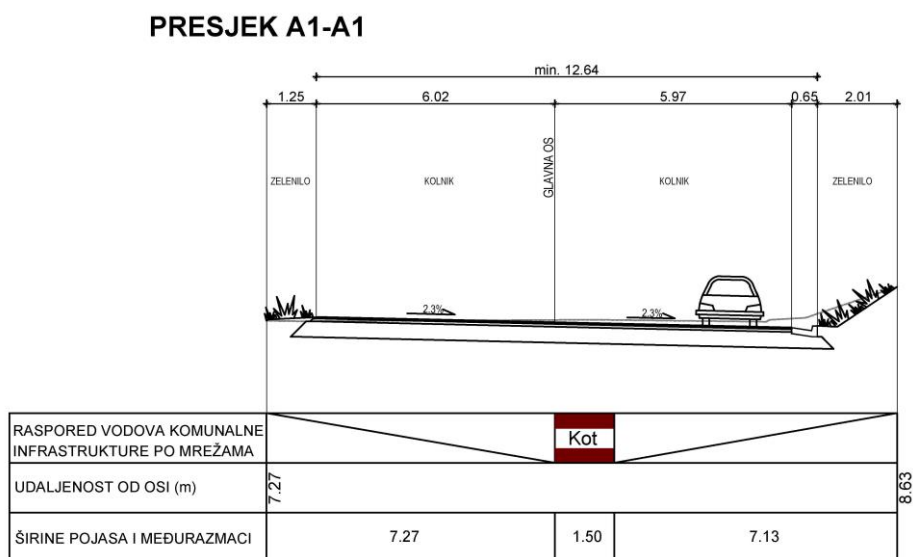 PRESJEK A1-A1
min. 12.64
1.25 6.02 5.97 0.65 2.01
ZELENILO KOLNIK GLAVNA OS KOLNIK ZELENILO
2.3% 2.3%
RASPORED VODOVA KOMUNALNE
INFRASTRUKTURE PO MREŽAMA
Kot
UDALJENOST OD OSI (m) 7.27 8.63
ŠIRINE POJASA I MEĐURAZMACI 7.27 1.50 7.13